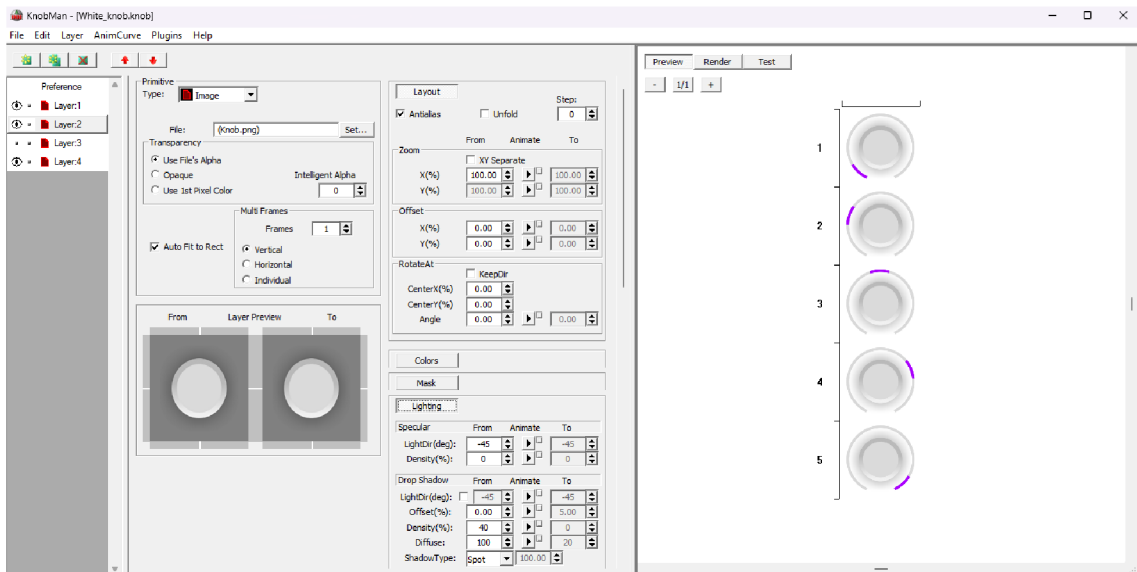 KnobMan - [White_knob.knob]
File Edit Layer AnimCurve Plugins Help
Preference
Layer:1
Layer:2
Layer:3
Layer:4
Primitive
Type: Image
File: (Knob.png) Set...
Transparency
Use File's Alpha
Opaque Intelligent Alpha
Use 1st Pixel Color 0
Multi Frames
Frames 1
Auto Fit to Rect Vertical
Horizontal
Individual
From Layer Preview To
Layout
Step:
Antialias Unfold 0
From Animate To
Zoom
XY Separate
X(%) 100.00 100.00
Y(%) 100.00 100.00
Offset
X(%) 0.00 0.00
Y(%) 0.00 0.00
RotateAt
KeepDir
CenterX(%) 0.00
CenterY(%) 0.00
Angle 0.00 0.00
Colors
Mask
Lighting
Specular From Animate To
LightDir(deg): -45 -45
Density(%): 0 0
Drop Shadow From Animate To
LightDir(deg): -45 -45
Offset(%): 0.00 5.00
Density(%): 40 0
Diffuse: 100 20
ShadowType: Spot 100.00
Preview Render Test
- 1/1 +
1
2
3
4
5